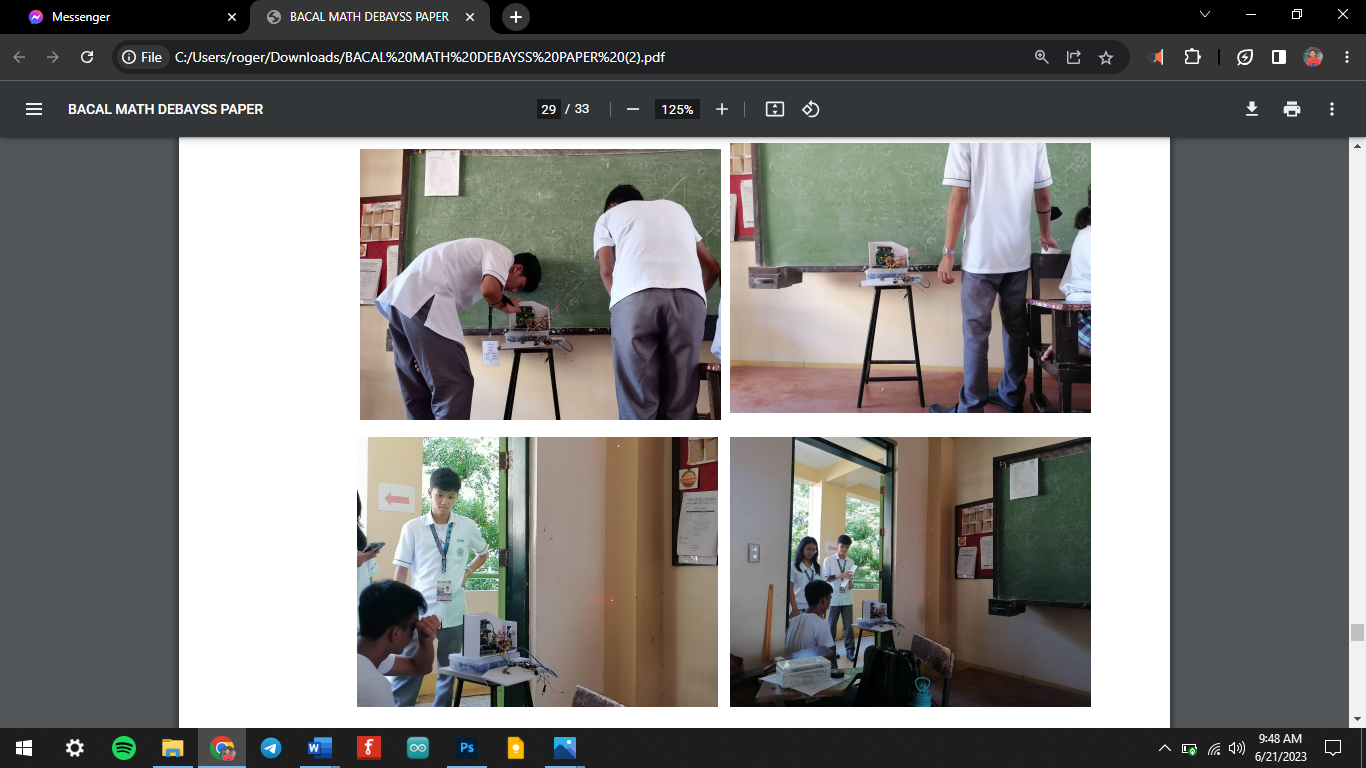 Messenger
BACAL MATH DEBAYSS PAPER
File
C:/Users/roger/Downloads/BACAL%20MATH%20DEBAYSS%20PAPER%20(2).pdf
BACAL MATH DEBAYSS PAPER
29 / 33
125%
9:48 AM
6/21/2023